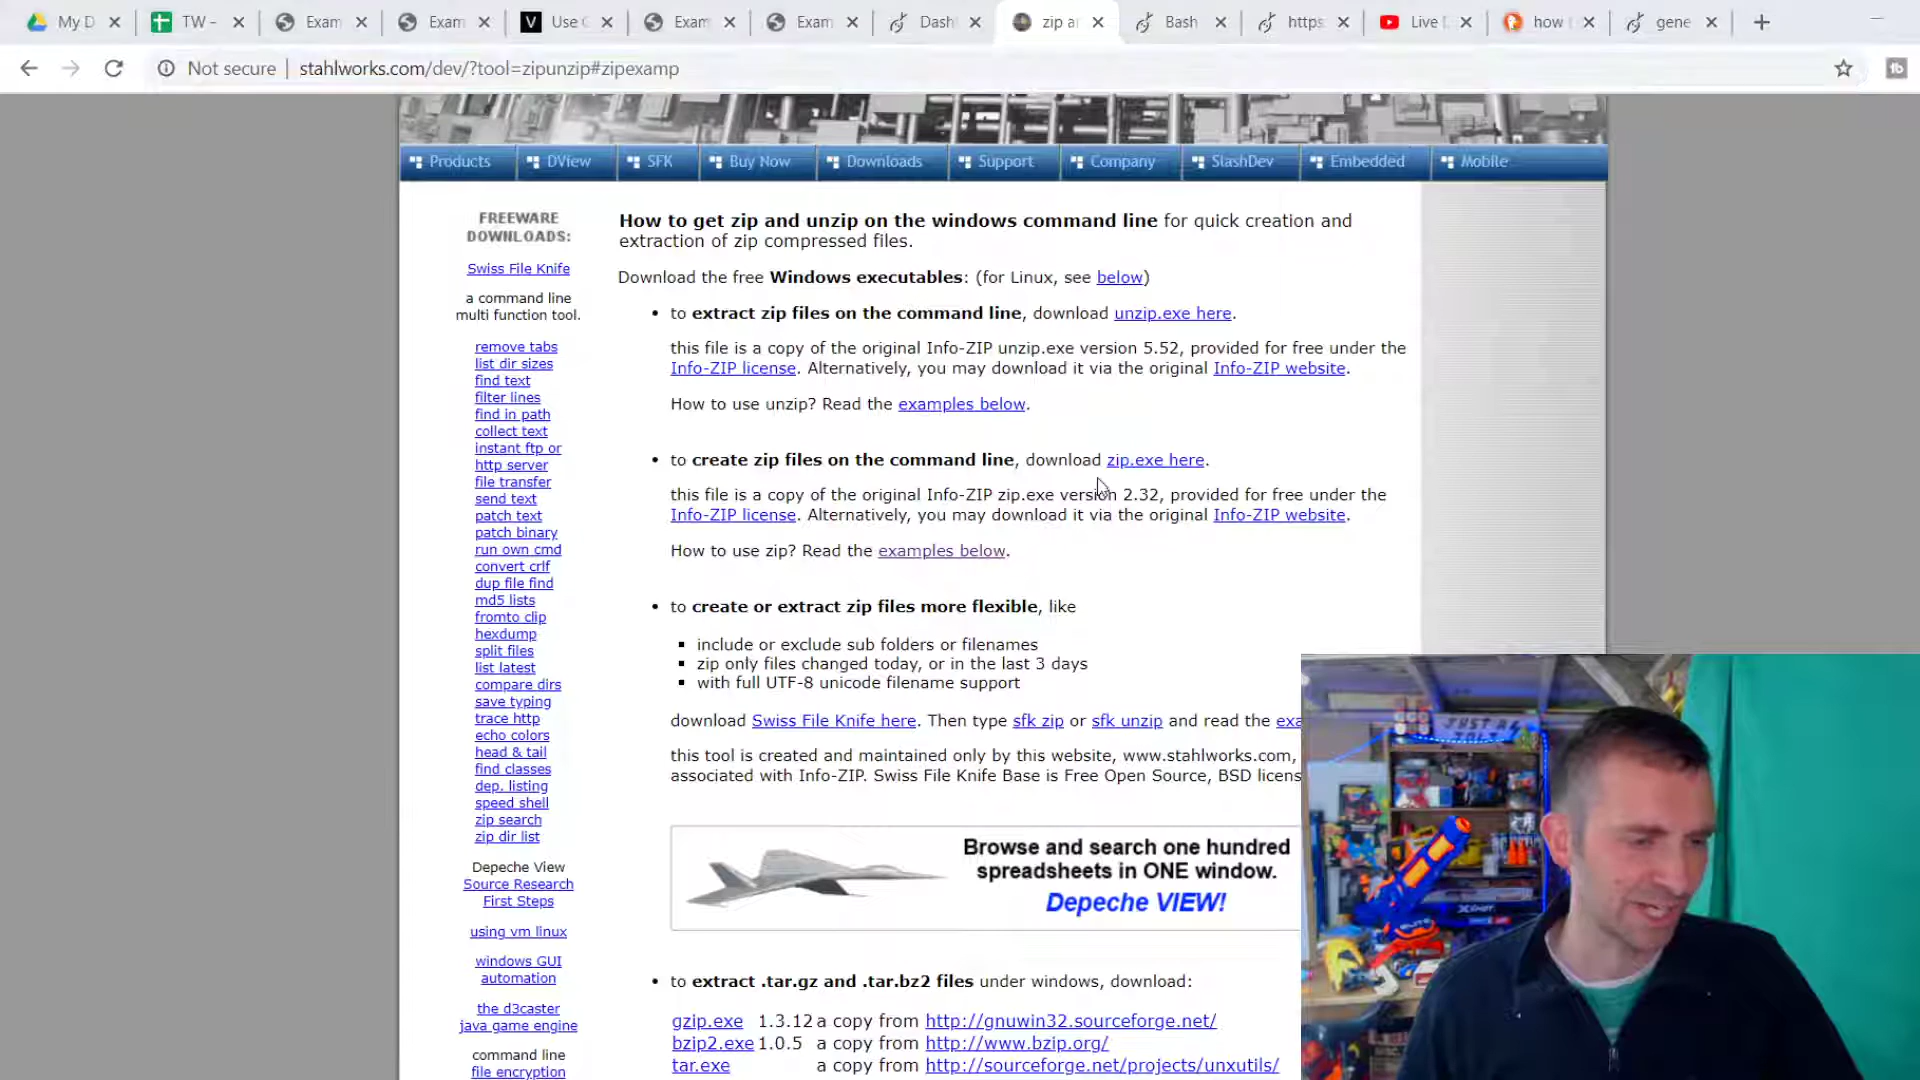 My D
TW -
Exam
Exam
Use C
Exam
Exam
Dash
zip ar
Bash
https
Live
how t
gene
Not secure
stahlworks.com/dev/?tool=zipunzip#zipexamp
Products
DView
SFK
Buy Now
Downloads
Support
Company
SlashDev
Embedded
Mobile
FREEWARE
DOWNLOADS:
Swiss File Knife
a command line
multi function tool.
remove tabs
list dir sizes
find text
filter lines
find in path
collect text
instant ftp or
http server
file transfer
send text
patch text
patch binary
run own cmd
convert crlf
dup file find
md5 lists
fromto clip
hexdump
split files
list latest
compare dirs
save typing
trace http
echo colors
head & tail
find classes
dep. listing
speed shell
zip search
zip dir list
Depeche View
Source Research
First Steps
using vm linux
windows GUI
automation
the d3caster
java game engine
command line
file encryption
How to get zip and unzip on the windows command line for quick creation and
extraction of zip compressed files.
Download the free Windows executables: (for Linux, see below)
• to extract zip files on the command line, download unzip.exe here.
this file is a copy of the original Info-ZIP unzip.exe version 5.52, provided for free under the
Info-ZIP license. Alternatively, you may download it via the original Info-ZIP website.
How to use unzip? Read the examples below.
• to create zip files on the command line, download zip.exe here.
this file is a copy of the original Info-ZIP zip.exe version 2.32, provided for free under the
Info-ZIP license. Alternatively, you may download it via the original Info-ZIP website.
How to use zip? Read the examples below.
• to create or extract zip files more flexible, like
▪ include or exclude sub folders or filenames
▪ zip only files changed today, or in the last 3 days
▪ with full UTF-8 unicode filename support
download Swiss File Knife here. Then type sfk zip or sfk unzip and read the exa
this tool is created and maintained only by this website, www.stahlworks.com,
associated with Info-ZIP. Swiss File Knife Base is Free Open Source, BSD licens
Browse and search one hundred
spreadsheets in ONE window.
Depeche VIEW!
• to extract .tar.gz and .tar.bz2 files under windows, download:
gzip.exe 1.3.12 a copy from http://gnuwin32.sourceforge.net/
bzip2.exe 1.0.5 a copy from http://www.bzip.org/
tar.exe a copy from http://sourceforge.net/projects/unxutils/
JUST AL
X-SHOT
ELITE